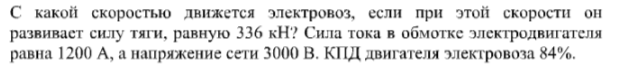 С какой скоростью движется электровоз, если при этой скорости он
развивает силу тяги, равную 336 кН? Сила тока в обмотке электродвигателя
равна 1200 А, а напряжение сети 3000 В. КПД двигателя электровоза 84%.